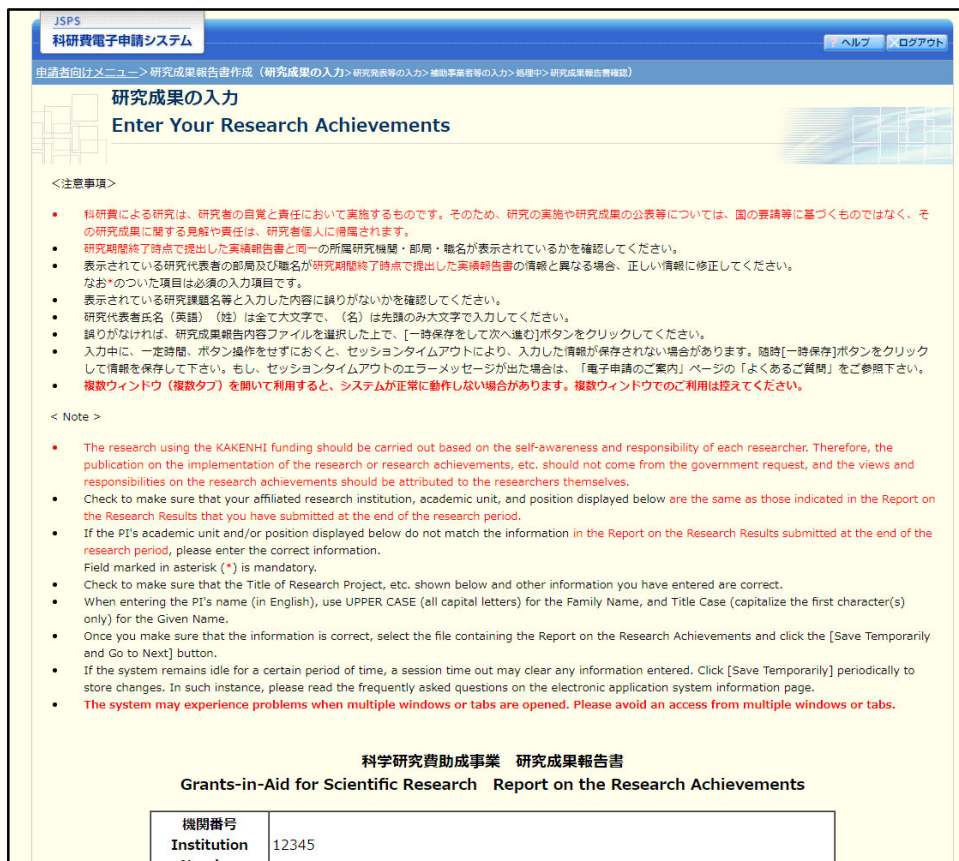 JSPS
科研費電子申請システム
ヘルプ
ログアウト
申請者向けメニュー>研究成果報告書作成（研究成果の入力>研究発表等の入力>補助事業者等の入力>処理中>研究成果報告書確認）
研究成果の入力
Enter Your Research Achievements
<注意事項>
• 科研費による研究は、研究者の自覚と責任において実施するものです。そのため、研究の実施や研究成果の公表等については、国の要請等に基づくものではなく、そ
の研究成果に関する見解や責任は、研究者個人に帰属されます。
• 研究期間終了時点で提出した実績報告書と同一の所属研究機関・部局・職名が表示されているかを確認してください。
• 表示されている研究代表者の部局及び職名が研究期間終了時点で提出した実績報告書の情報と異なる場合、正しい情報に修正してください。
なお*のついた項目は必須の入力項目です。
• 表示されている研究課題名等と入力した内容に誤りがないかを確認してください。
• 研究代表者氏名（英語）（姓）は全て大文字で、（名）は先頭のみ大文字で入力してください。
• 誤りがなければ、研究成果報告内容ファイルを選択した上で、[一時保存をして次へ進む]ボタンをクリックしてください。
• 入力中に、一定時間、ボタン操作をせずにおくと、セッションタイムアウトにより、入力した情報が保存されない場合があります。随時[一時保存]ボタンをクリック
して情報を保存して下さい。もし、セッションタイムアウトのエラーメッセージが出た場合は、「電子申請のご案内」ページの「よくあるご質問」をご参照下さい。
• 複数ウィンドウ（複数タブ）を開いて利用すると、システムが正常に動作しない場合があります。複数ウィンドウでのご利用は控えてください。
< Note >
• The research using the KAKENHI funding should be carried out based on the self-awareness and responsibility of each researcher. Therefore, the
publication on the implementation of the research or research achievements, etc. should not come from the government request, and the views and
responsibilities on the research achievements should be attributed to the researchers themselves.
• Check to make sure that your affiliated research institution, academic unit, and position displayed below are the same as those indicated in the Report on
the Research Results that you have submitted at the end of the research period.
• If the PI's academic unit and/or position displayed below do not match the information in the Report on the Research Results submitted at the end of the
research period, please enter the correct information.
Field marked in asterisk (*) is mandatory.
• Check to make sure that the Title of Research Project, etc. shown below and other information you have entered are correct.
• When entering the PI's name (in English), use UPPER CASE (all capital letters) for the Family Name, and Title Case (capitalize the first character(s)
only) for the Given Name.
• Once you make sure that the information is correct, select the file containing the Report on the Research Achievements and click the [Save Temporarily
and Go to Next] button.
• If the system remains idle for a certain period of time, a session time out may clear any information entered. Click [Save Temporarily] periodically to
store changes. In such instance, please read the frequently asked questions on the electronic application system information page.
• The system may experience problems when multiple windows or tabs are opened. Please avoid an access from multiple windows or tabs.
科学研究費助成事業 研究成果報告書
Grants-in-Aid for Scientific Research Report on the Research Achievements
機関番号
Institution
12345